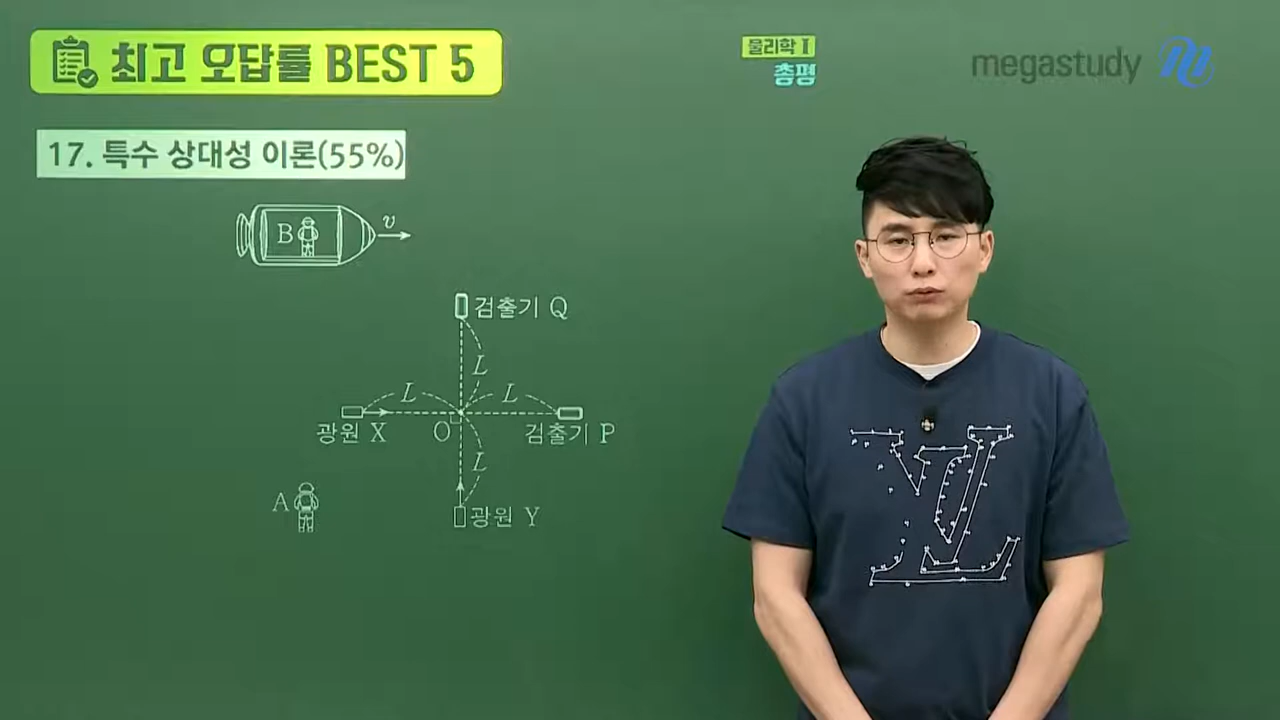 최고 오답률 BEST 5
물리학 I
총평
megastudy
17. 특수 상대성 이론(55%)
B
v
검출기 Q
L
L
L
광원 X
O
검출기 P
L
A
광원 Y